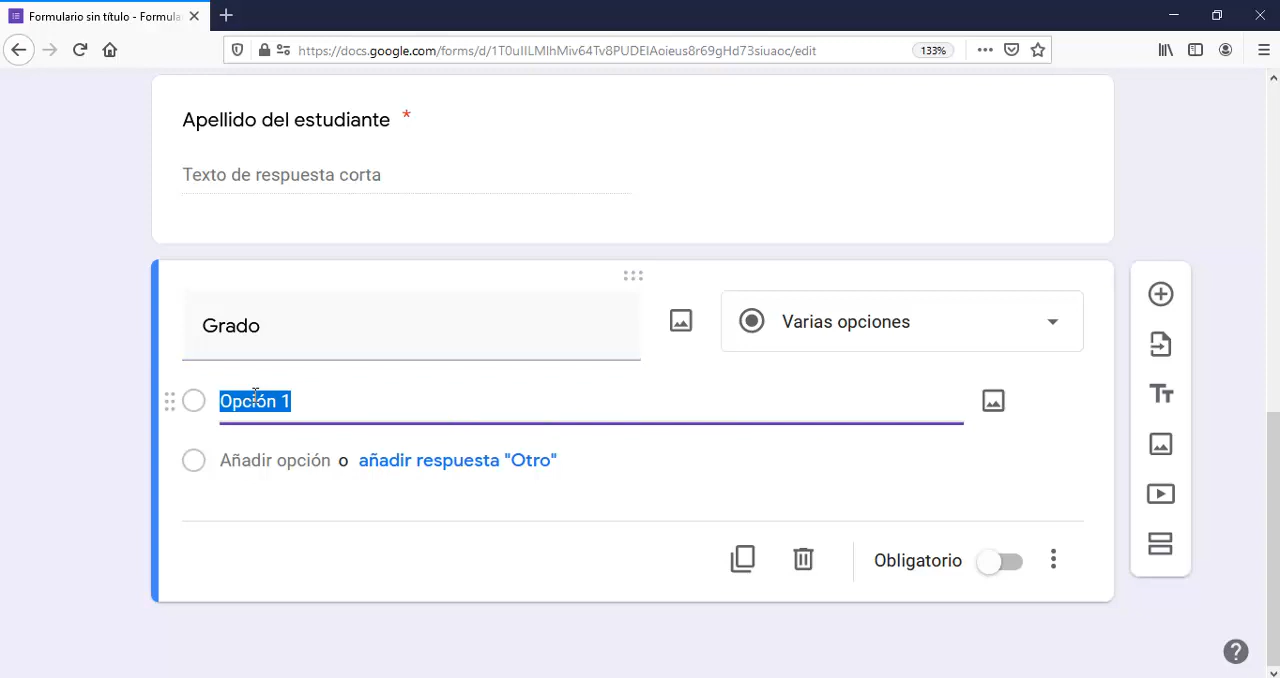 Formulario sin título - Formula
https://docs.google.com/forms/d/1T0uIILMIhMiv64Tv8PUDEIAoieus8r69gHd73siuaoc/edit
133%
Apellido del estudiante *
Texto de respuesta corta
Grado
Varias opciones
Opción 1
Añadir opción o añadir respuesta "Otro"
Obligatorio